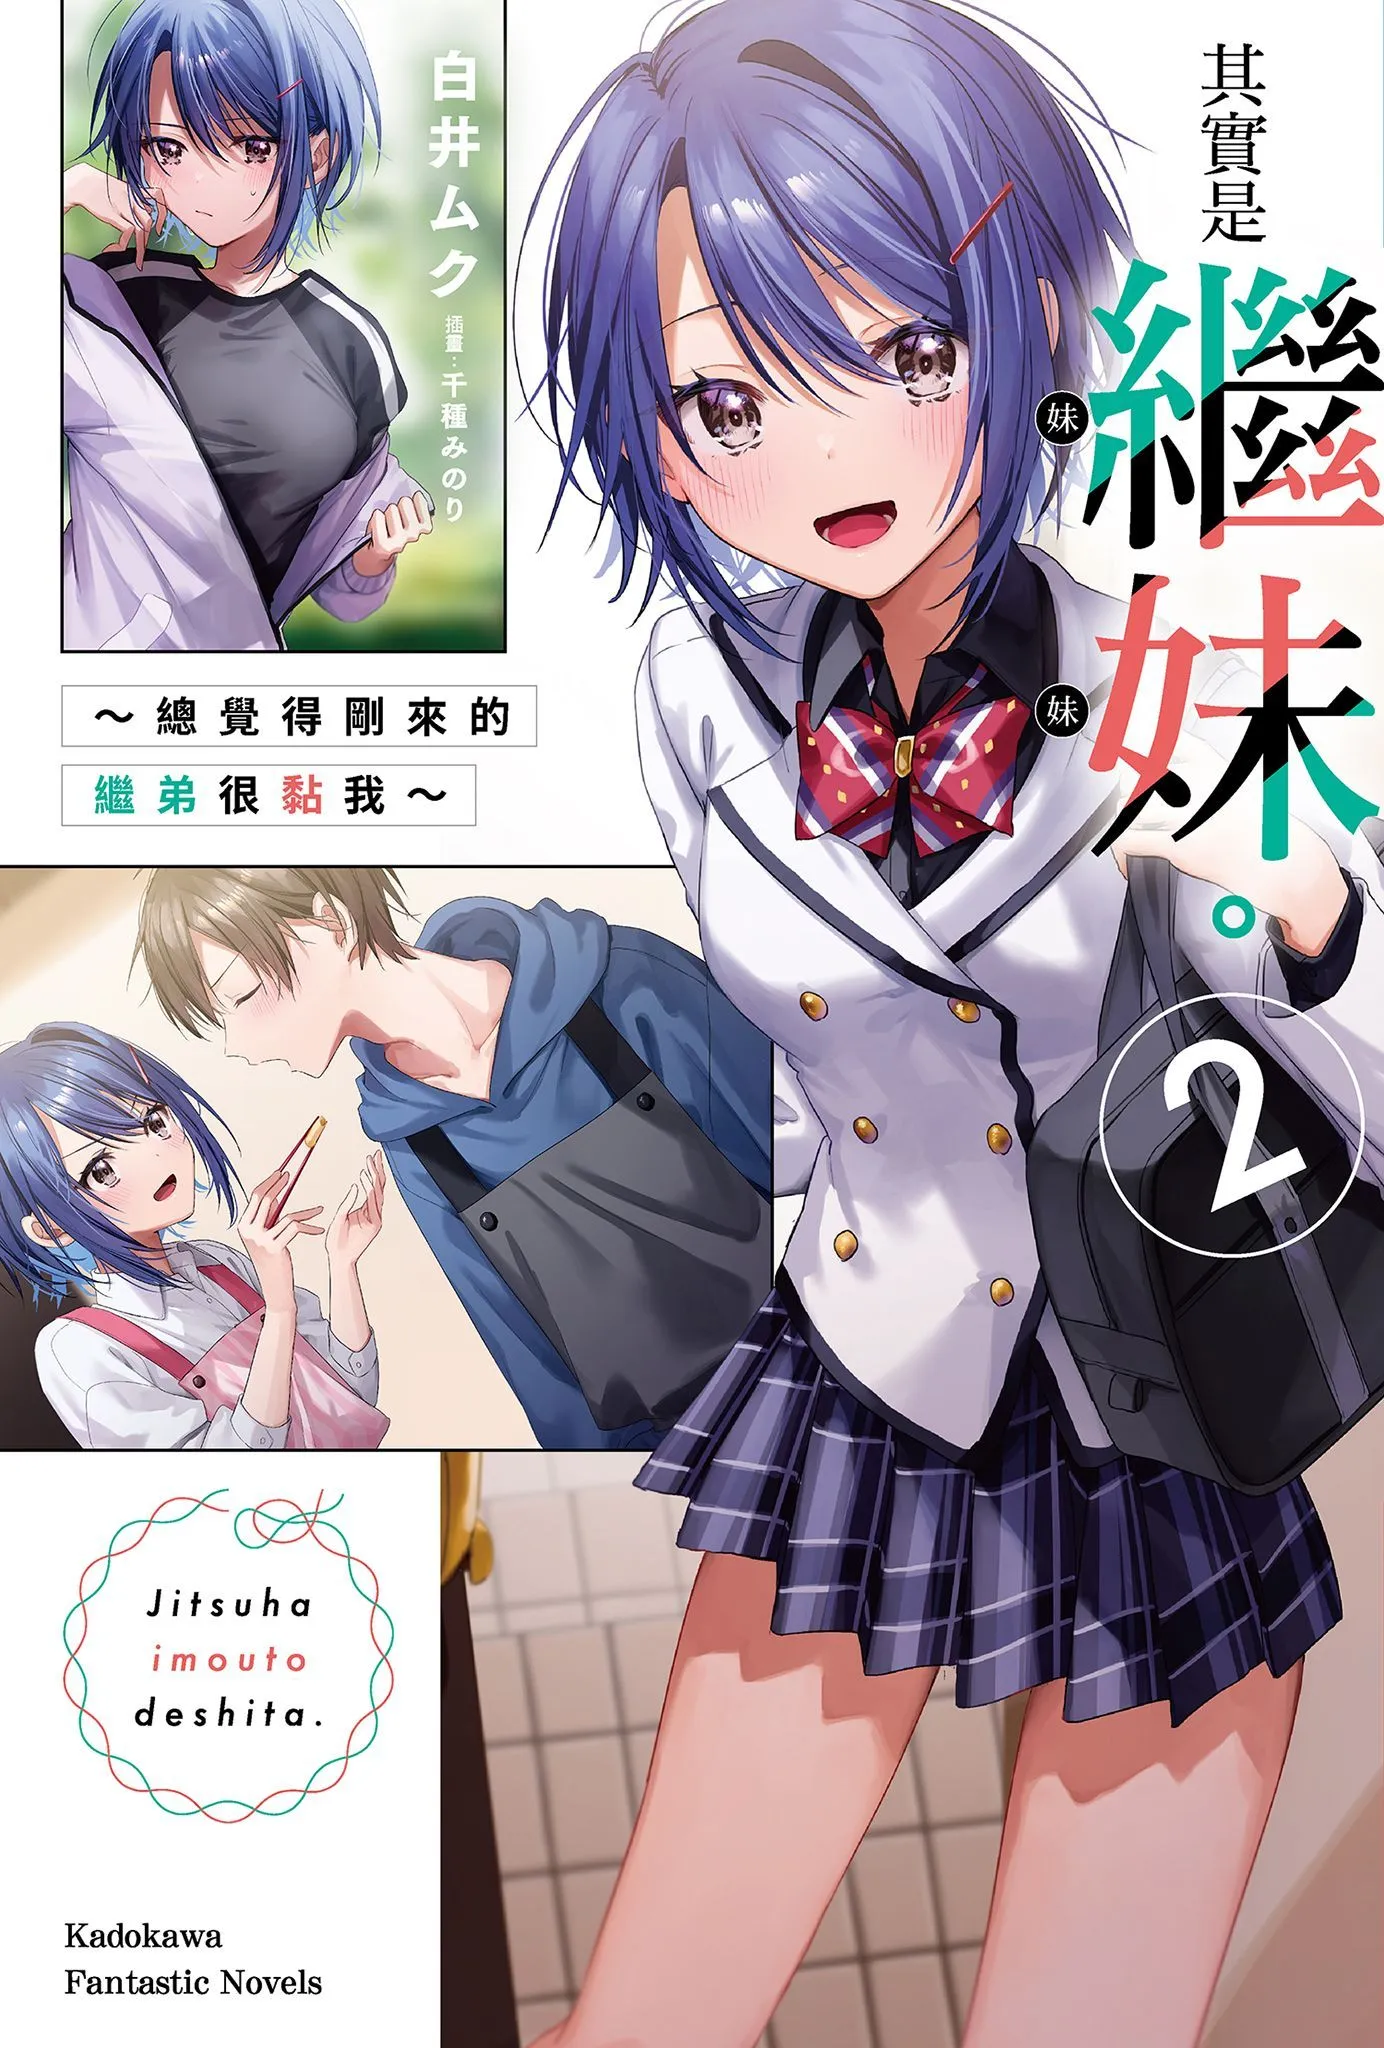 其實是
繼妹。
妹
妹
2
白井ムク
插畫：千種みのり
～總覺得剛來的
繼弟很黏我～
Jitsuha
imouto
deshita.
Kadokawa
Fantastic Novels